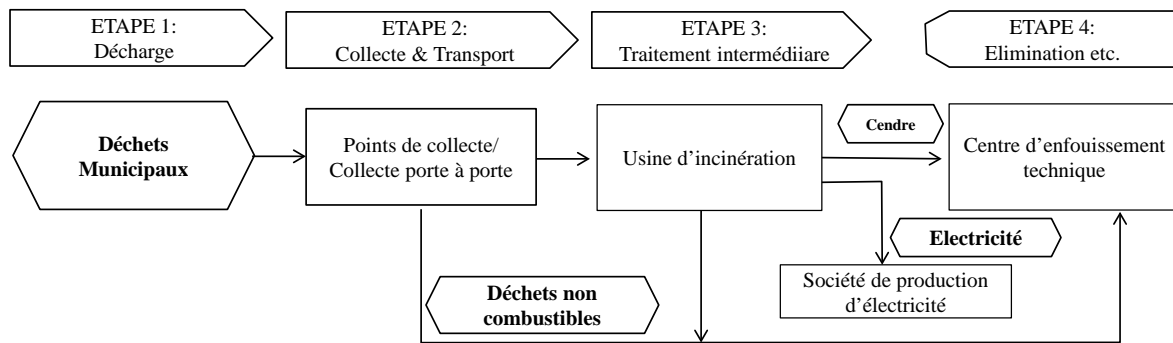 ETAPE 1:
Décharge
ETAPE 2:
Collecte & Transport
ETAPE 3:
Traitement intermédiiare
ETAPE 4:
Elimination etc.
Déchets
Municipaux
Points de collecte/
Collecte porte à porte
Usine d'incinération
Cendre
Centre d'enfouissement
technique
Electricité
Société de production
d'électricité
Déchets non
combustibles